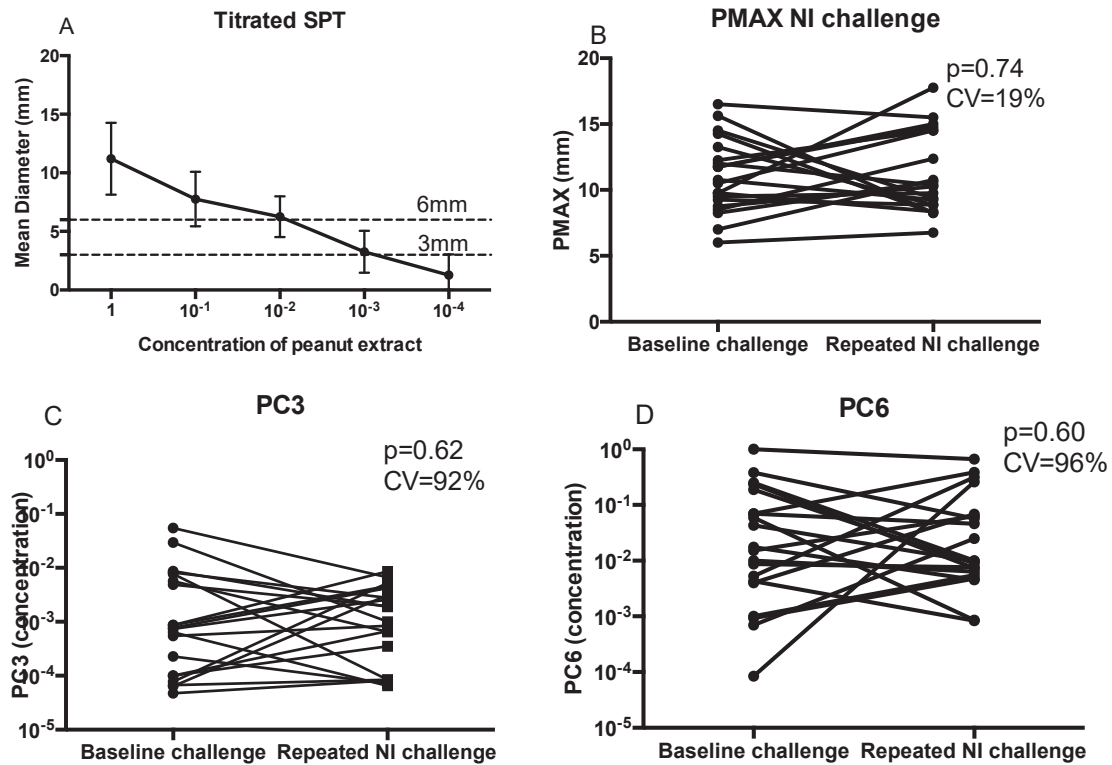 A
Titrated SPT
Mean Diameter (mm)
20
15
10
5
0
6mm
3mm
1
10⁻¹
10⁻²
10⁻³
10⁻⁴
Concentration of peanut extract
B
PMAX NI challenge
PMAX (mm)
20
15
10
5
0
p=0.74
CV=19%
Baseline challenge
Repeated NI challenge
C
PC3
PC3 (concentration)
10⁰
10⁻¹
10⁻²
10⁻³
10⁻⁴
10⁻⁵
p=0.62
CV=92%
Baseline challenge
Repeated NI challenge
D
PC6
PC6 (concentration)
10⁰
10⁻¹
10⁻²
10⁻³
10⁻⁴
10⁻⁵
p=0.60
CV=96%
Baseline challenge
Repeated NI challenge